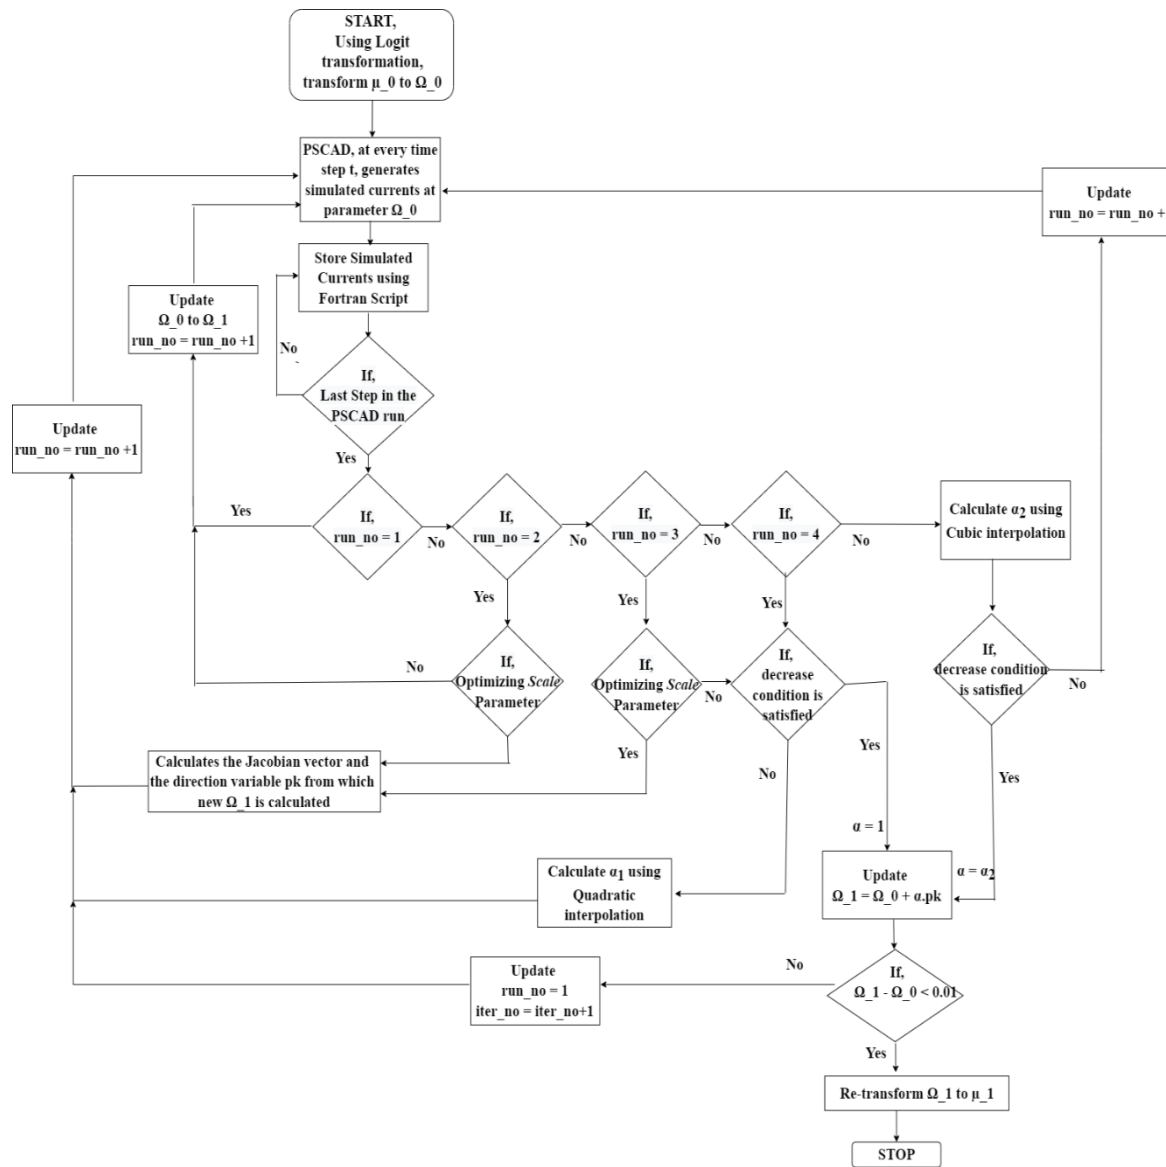 START,
Using Logit
transformation,
transform μ_0 to Ω_0
PSCAD, at every time
step t, generates
simulated currents at
parameter Ω_0
Update
run_no = run_no +
Store Simulated
Currents using
Fortran Script
Update
Ω_0 to Ω_1
run_no = run_no +1
No
If,
Last Step in the
PSCAD run
Update
run_no = run_no +1
Yes
Yes
If,
run_no = 1
No
If,
run_no = 2
No
If,
run_no = 3
No
If,
run_no = 4
No
Calculate α2 using
Cubic interpolation
Yes
Yes
Yes
No
If,
Optimizing Scale
Parameter
If,
Optimizing Scale
Parameter
No
If,
decrease
condition is
satisfied
If,
decrease condition
is satisfied
No
Calculates the Jacobian vector and
the direction variable pk from which
new Ω_1 is calculated
Yes
No
Yes
Yes
α = 1
Calculate α1 using
Quadratic
interpolation
α = α2
Update
Ω_1 = Ω_0 + α.pk
No
Update
run_no = 1
iter_no = iter_no+1
If,
Ω_1 - Ω_0 < 0.01
Yes
Re-transform Ω_1 to μ_1
STOP